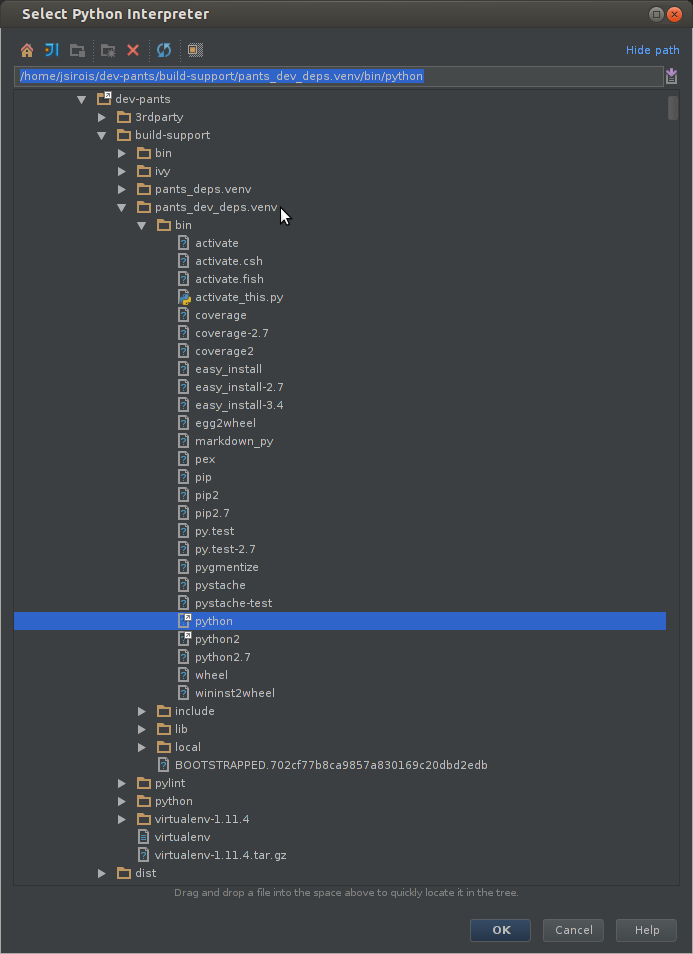 Select Python Interpreter
Hide path
/home/jsirois/dev-pants/build-support/pants_dev_deps.venv/bin/python
dev-pants
3rdparty
build-support
bin
ivy
pants_deps.venv
pants_dev_deps.venv
bin
activate
activate.csh
activate.fish
activate_this.py
coverage
coverage-2.7
coverage2
easy_install
easy_install-2.7
easy_install-3.4
egg2wheel
markdown_py
pex
pip
pip2
pip2.7
py.test
py.test-2.7
pygmentize
pystache
pystache-test
python
python2
python2.7
wheel
wininst2wheel
include
lib
local
BOOTSTRAPPED.702cf77b8ca9857a830169c20dbd2edb
pylint
python
virtualenv-1.11.4
virtualenv
virtualenv-1.11.4.tar.gz
dist
Drag and drop a file into the space above to quickly locate it in the tree.
OK Cancel Help